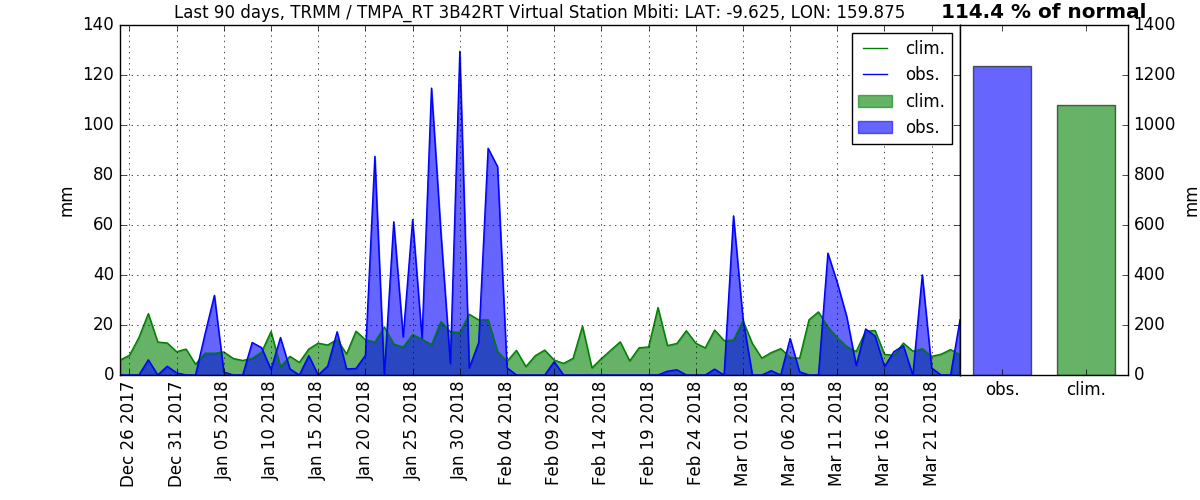 Last 90 days, TRMM / TMPA_RT 3B42RT Virtual Station Mbiti: LAT: -9.625, LON: 159.875
114.4 % of normal
140
120
100
80
60
40
20
0
mm
clim.
obs.
clim.
obs.
1400
1200
1000
800
600
400
200
0
mm
Dec 26 2017
Dec 31 2017
Jan 05 2018
Jan 10 2018
Jan 15 2018
Jan 20 2018
Jan 25 2018
Jan 30 2018
Feb 04 2018
Feb 09 2018
Feb 14 2018
Feb 19 2018
Feb 24 2018
Mar 01 2018
Mar 06 2018
Mar 11 2018
Mar 16 2018
Mar 21 2018
obs.
clim.